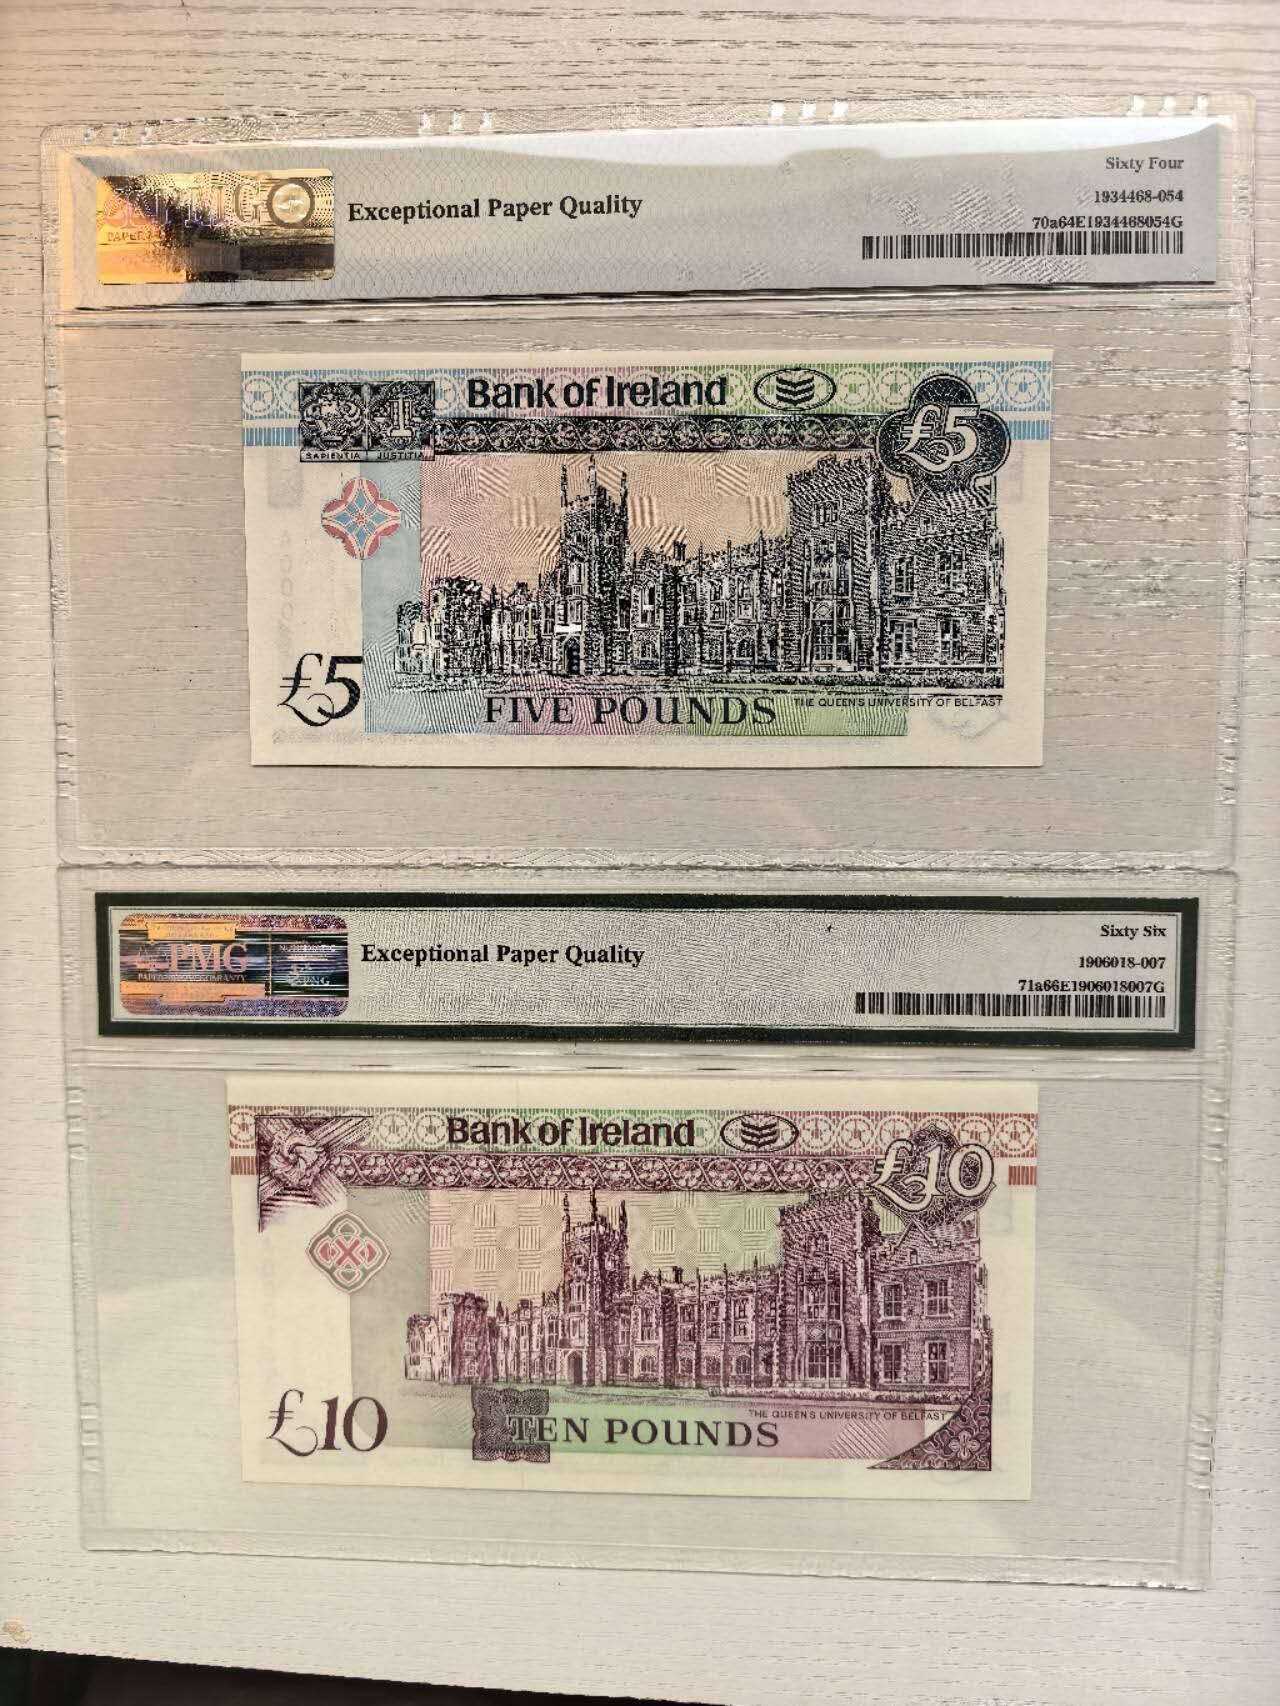 Sixty Four
Exceptional Paper Quality
1934468-054
70a64E1934468054G
Bank of Ireland
£5
SAPIENTIA JUSTITIA
£5
FIVE POUNDS
THE QUEEN'S UNIVERSITY OF BELFAST
PMG
Exceptional Paper Quality
Sixty Six
1906018-007
71a66E1906018007G
Bank of Ireland
£10
£10
TEN POUNDS
THE QUEEN'S UNIVERSITY OF BELFAST